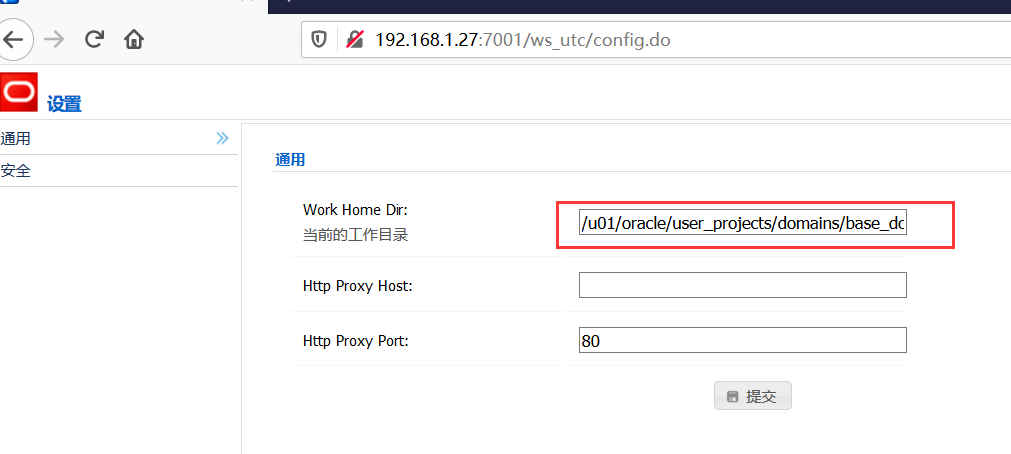 192.168.1.27:7001/ws_utc/config.do
设置
通用
安全
通用
Work Home Dir:
当前的工作目录
/u01/oracle/user_projects/domains/base_do
Http Proxy Host:
Http Proxy Port:
80
提交